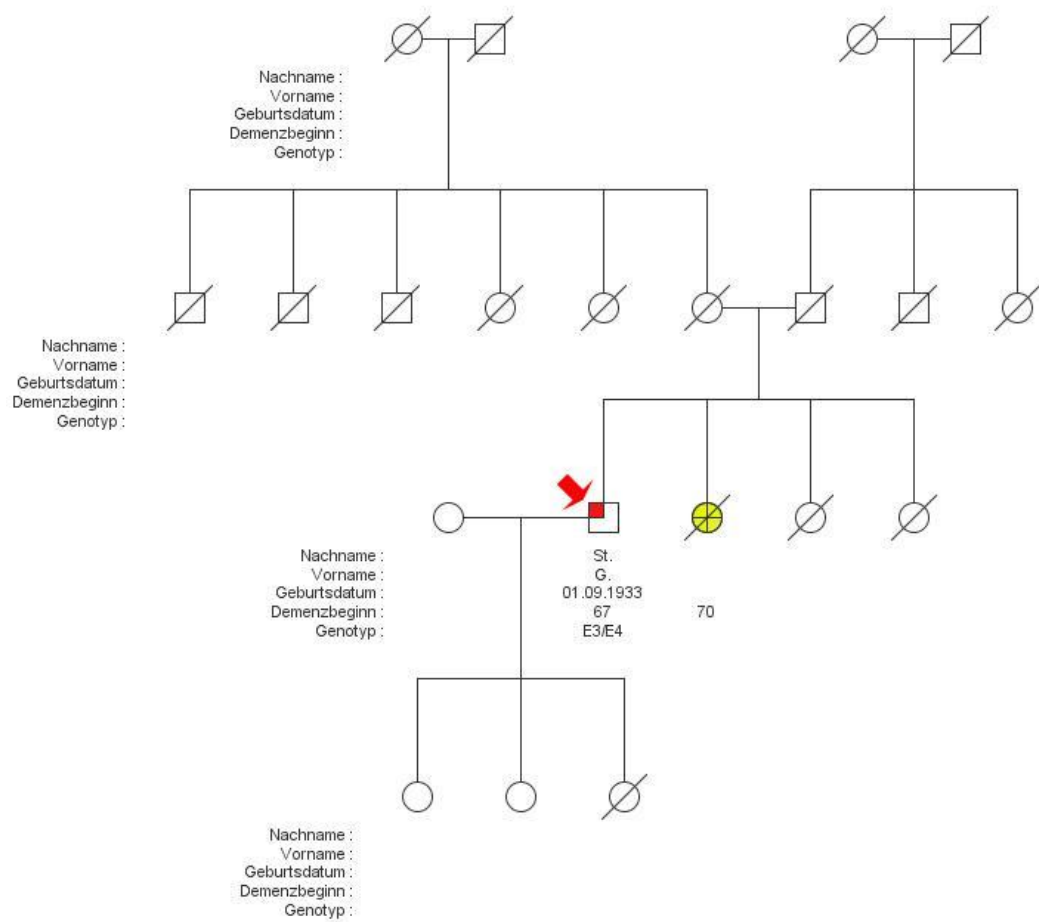 Nachname :
Vorname :
Geburtsdatum :
Demenzbeginn :
Genotyp :
Nachname :
Vorname :
Geburtsdatum :
Demenzbeginn :
Genotyp :
Nachname : St.
Vorname : G.
Geburtsdatum : 01.09.1933
Demenzbeginn : 67 70
Genotyp : E3/E4
Nachname :
Vorname :
Geburtsdatum :
Demenzbeginn :
Genotyp :